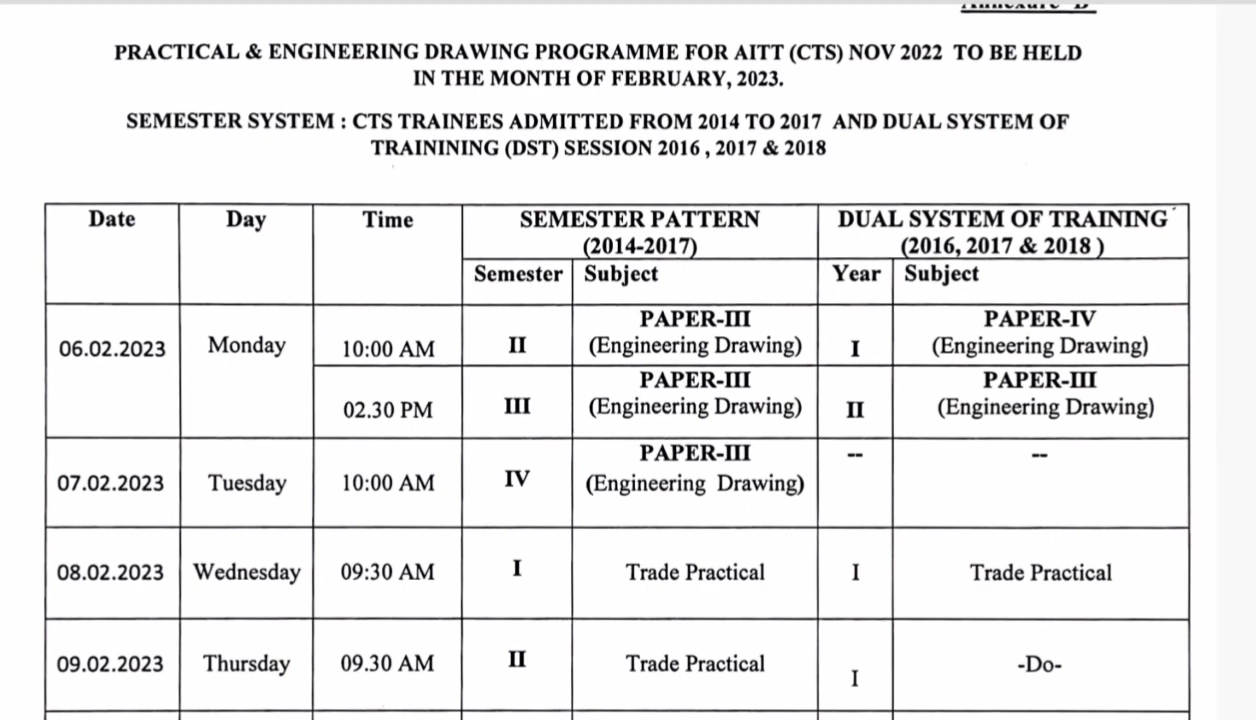 PRACTICAL & ENGINEERING DRAWING PROGRAMME FOR AITT (CTS) NOV 2022 TO BE HELD
IN THE MONTH OF FEBRUARY, 2023.
SEMESTER SYSTEM : CTS TRAINEES ADMITTED FROM 2014 TO 2017 AND DUAL SYSTEM OF
TRAINING (DST) SESSION 2016 , 2017 & 2018
Date Day Time SEMESTER PATTERN DUAL SYSTEM OF TRAINING
(2014-2017) (2016, 2017 & 2018 )
Semester Subject Year Subject
PAPER-III PAPER-IV
06.02.2023 Monday 10:00 AM II (Engineering Drawing) I (Engineering Drawing)
PAPER-III PAPER-III
02.30 PM III (Engineering Drawing) II (Engineering Drawing)
PAPER-III -- --
07.02.2023 Tuesday 10:00 AM IV (Engineering Drawing)
08.02.2023 Wednesday 09:30 AM I Trade Practical I Trade Practical
09.02.2023 Thursday 09.30 AM II Trade Practical I -Do-